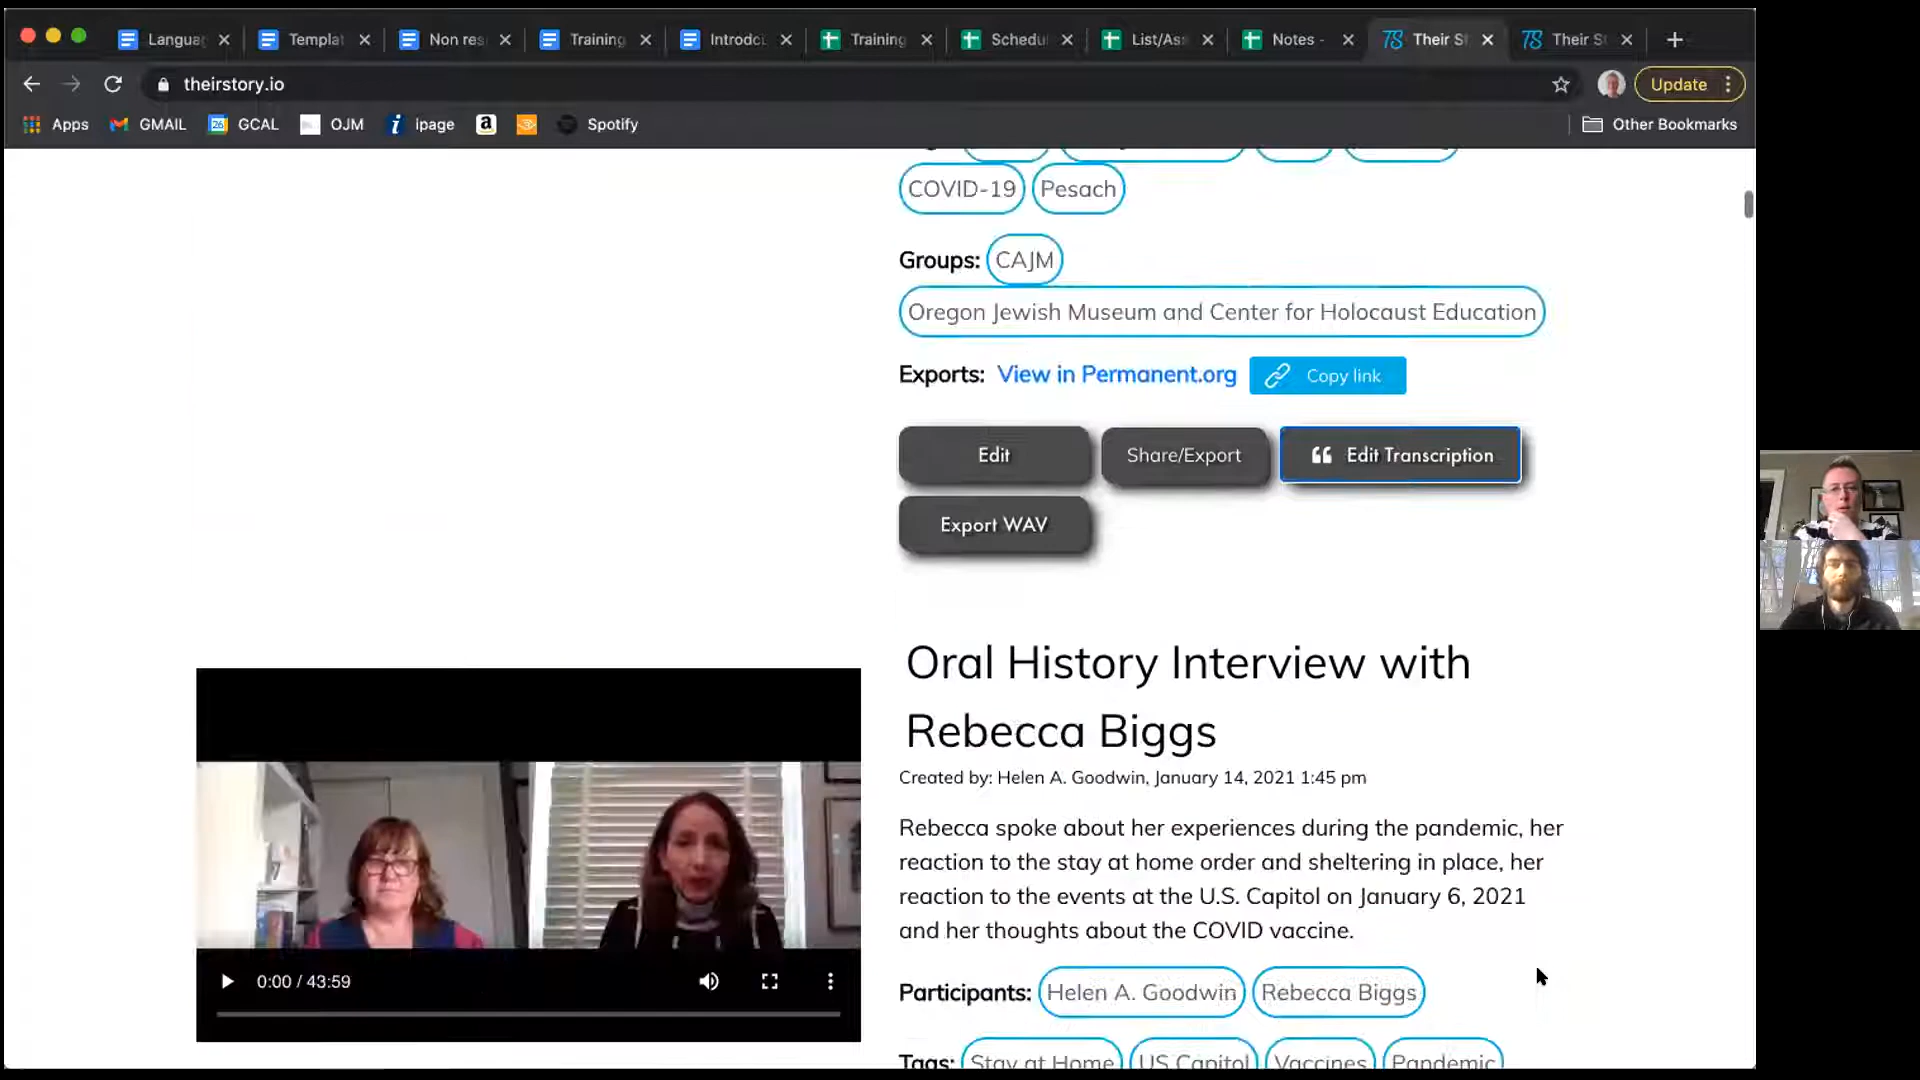 Languag
Templat
Non res
Training
Introdcu
Training
Schedul
List/Ass
Notes -
Their St
Their St
theirstory.io
Update
Apps
GMAIL
GCAL
OJM
ipage
Spotify
Other Bookmarks
COVID-19 Pesach
Groups: CAJM
Oregon Jewish Museum and Center for Holocaust Education
Exports: View in Permanent.org Copy link
Edit Share/Export Edit Transcription
Export WAV
Oral History Interview with
Rebecca Biggs
Created by: Helen A. Goodwin, January 14, 2021 1:45 pm
Rebecca spoke about her experiences during the pandemic, her
reaction to the stay at home order and sheltering in place, her
reaction to the events at the U.S. Capitol on January 6, 2021
and her thoughts about the COVID vaccine.
0:00 / 43:59
Participants: Helen A. Goodwin Rebecca Biggs
Tags: Stay at Home US Capitol Vaccines Pandemic